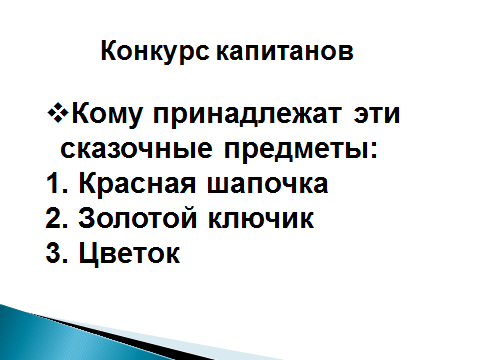 Конкурс капитанов
❖Кому принадлежат эти
сказочные предметы:
1. Красная шапочка
2. Золотой ключик
3. Цветок